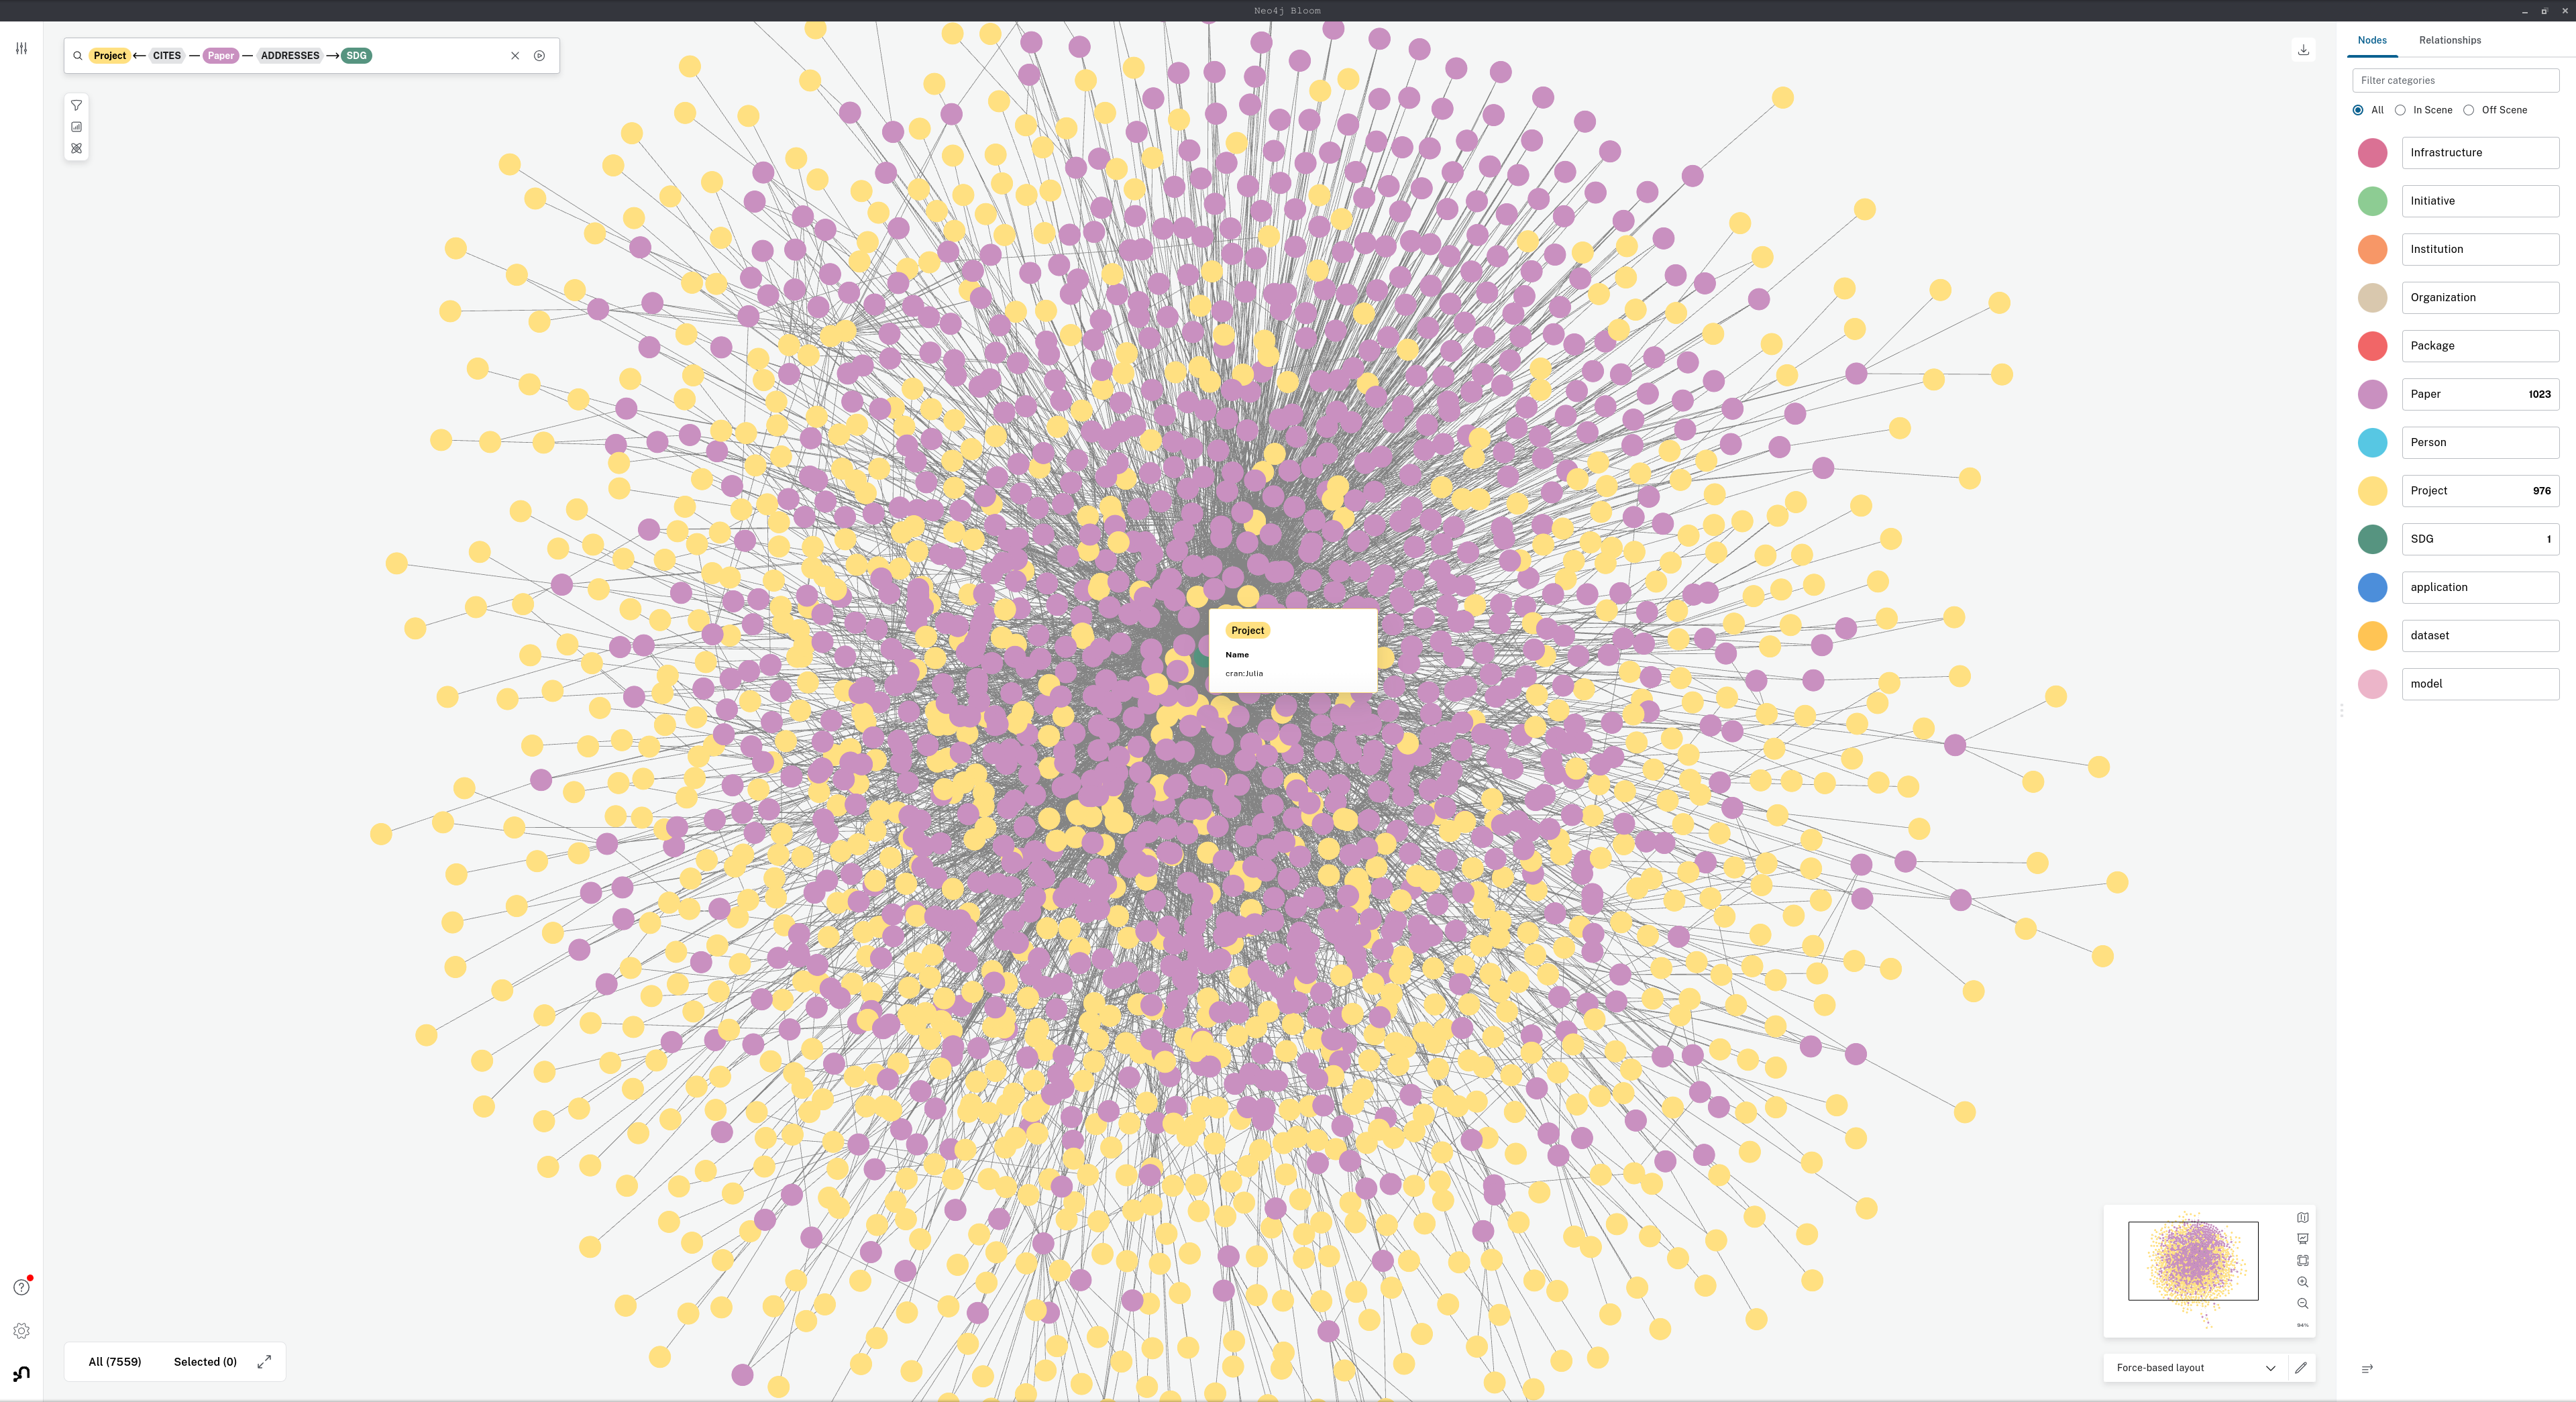 Neo4j Bloom
Project CITES Paper ADDRESSES SDG
Nodes Relationships
Filter categories
All In Scene Off Scene
Infrastructure
Initiative
Institution
Organization
Package
Paper 1023
Person
Project 976
SDG 1
application
dataset
model
Project
Name
cran:Julia
94%
All (7559) Selected (0)
Force-based layout